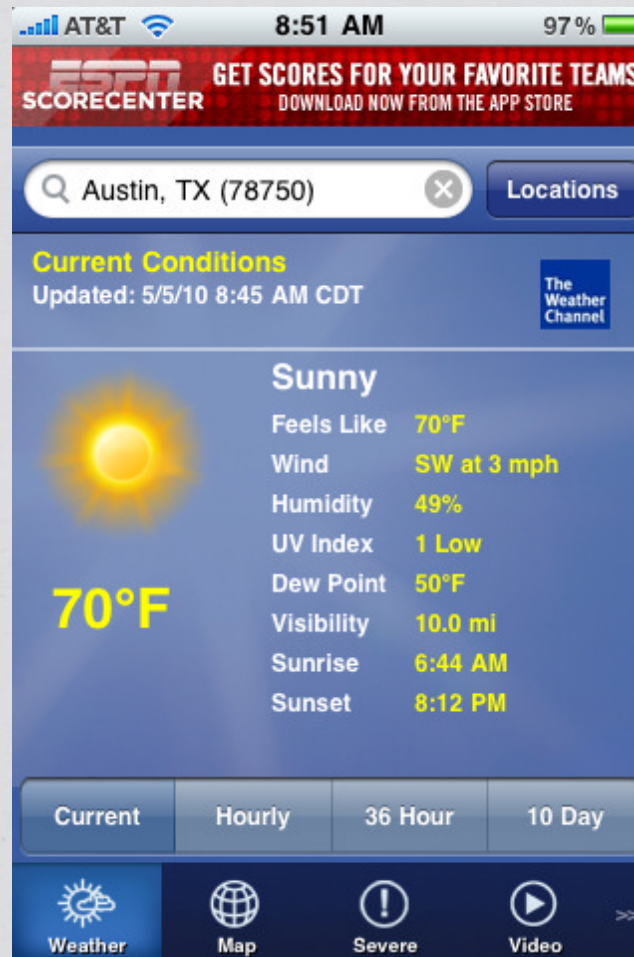 AT&T 8:51 AM 97%
ESPN GET SCORES FOR YOUR FAVORITE TEAMS
SCORECENTER DOWNLOAD NOW FROM THE APP STORE
Austin, TX (78750) Locations
Current Conditions
Updated: 5/5/10 8:45 AM CDT
The
Weather
Channel
Sunny
Feels Like 70°F
Wind SW at 3 mph
Humidity 49%
UV Index 1 Low
Dew Point 50°F
Visibility 10.0 mi
Sunrise 6:44 AM
Sunset 8:12 PM
70°F
Current Hourly 36 Hour 10 Day
Weather Map Severe Video >>